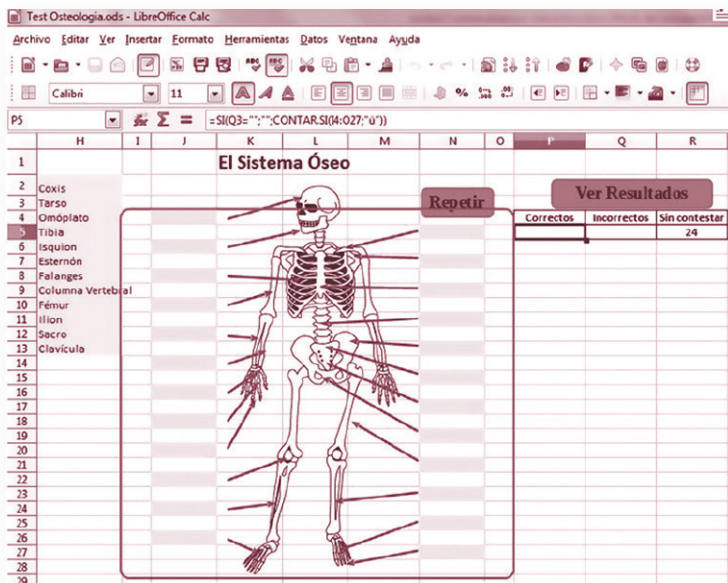 Test Osteologia.ods - LibreOffice Calc
Archivo Editar Ver Insertar Formato Herramientas Datos Ventana Ayuda
Calibri 11
P5 =SI(Q3="";"";CONTAR.SI(I4:O27;"û"))
H I J K L M N O P Q R
1 El Sistema Óseo
2 Coxis Ver Resultados
3 Tarso Repetir
4 Omóplato Correctos Incorrectos Sin contestar
5 Tibia 24
6 Isquion
7 Esternón
8 Falanges
9 Columna Vertebral
10 Fémur
11 Ilion
12 Sacro
13 Clavícula
14
15
16
17
18
19
20
21
22
23
24
25
26
27
28
29